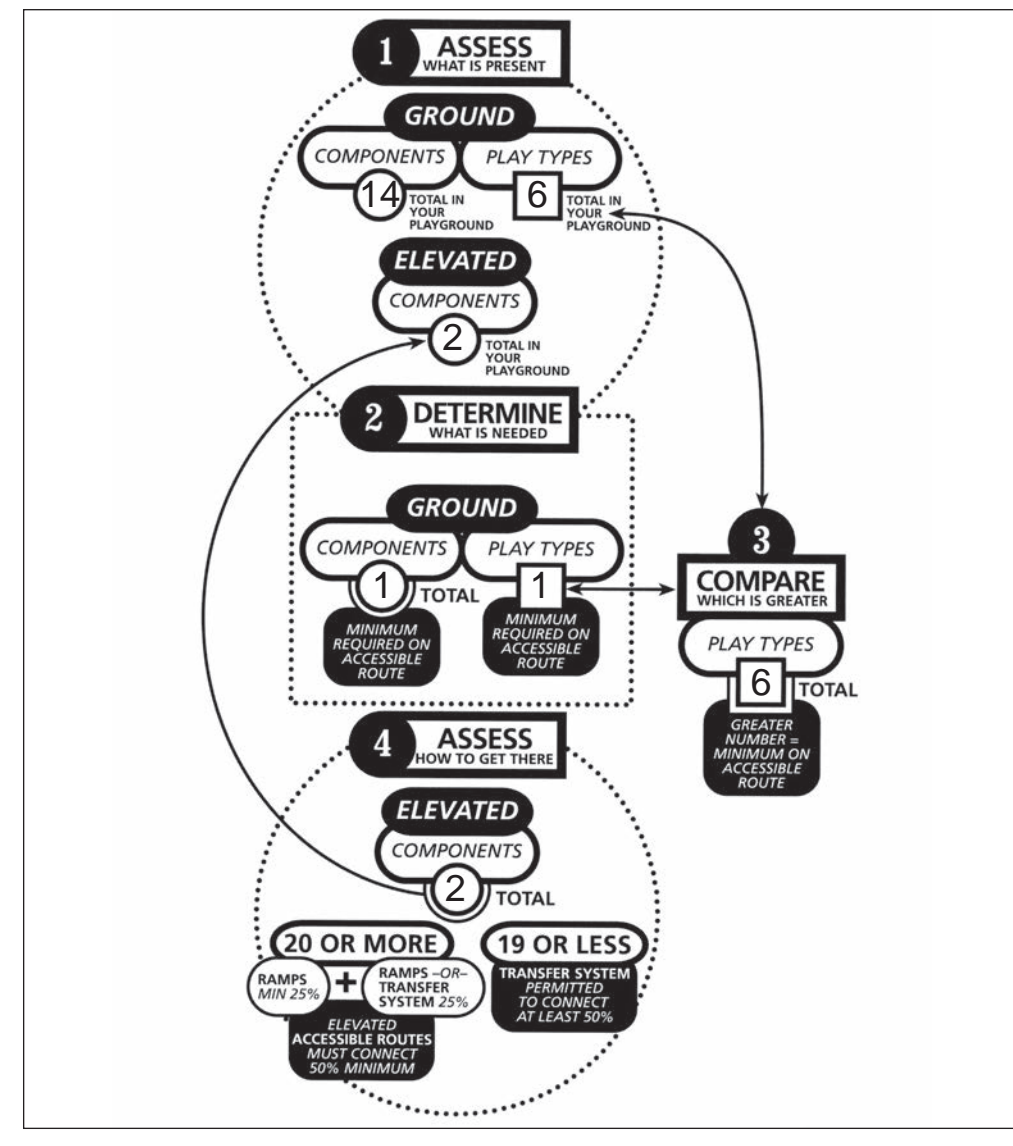 1 ASSESS
WHAT IS PRESENT
GROUND
COMPONENTS
14
TOTAL IN
YOUR
PLAYGROUND
PLAY TYPES
6
TOTAL IN
YOUR
PLAYGROUND
ELEVATED
COMPONENTS
2
TOTAL IN
YOUR
PLAYGROUND
2 DETERMINE
WHAT IS NEEDED
GROUND
COMPONENTS
1 TOTAL
MINIMUM
REQUIRED ON
ACCESSIBLE
ROUTE
PLAY TYPES
1
MINIMUM
REQUIRED ON
ACCESSIBLE
ROUTE
3
COMPARE
WHICH IS GREATER
PLAY TYPES
6 TOTAL
GREATER
NUMBER =
MINIMUM ON
ACCESSIBLE
ROUTE
4 ASSESS
HOW TO GET THERE
ELEVATED
COMPONENTS
2 TOTAL
20 OR MORE
RAMPS
MIN 25%
+
RAMPS –OR–
TRANSFER
SYSTEM 25%
ELEVATED
ACCESSIBLE ROUTES
MUST CONNECT
50% MINIMUM
19 OR LESS
TRANSFER SYSTEM
PERMITTED
TO CONNECT
AT LEAST 50%